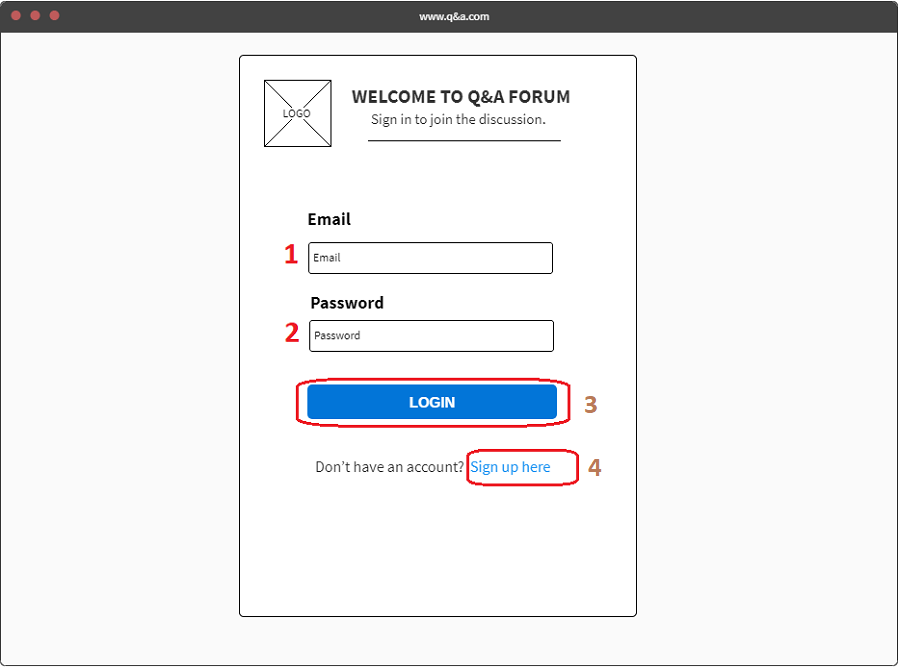 www.q&a.com
LOGO
WELCOME TO Q&A FORUM
Sign in to join the discussion.
Email
1
Email
Password
2
Password
LOGIN
3
Don't have an account? Sign up here
4